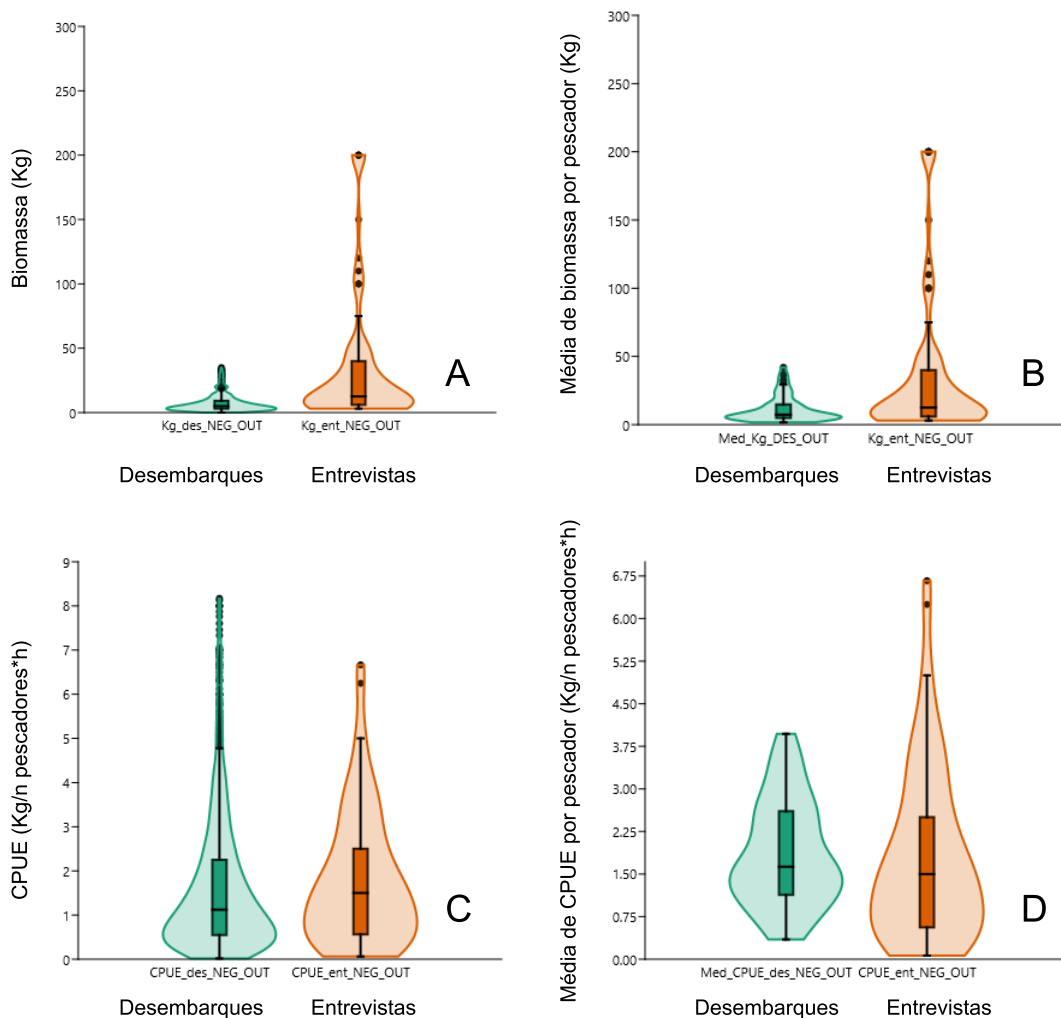 Biomassa (Kg)
300
250
200
150
100
50
0
A
Kg_des_NEG_OUT
Kg_ent_NEG_OUT
Desembarques
Entrevistas
Média de biomassa por pescador (Kg)
300
250
200
150
100
50
0
B
Med_Kg_DES_OUT
Kg_ent_NEG_OUT
Desembarques
Entrevistas
CPUE (Kg/n pescadores*h)
9
8
7
6
5
4
3
2
1
0
C
CPUE_des_NEG_OUT
CPUE_ent_NEG_OUT
Desembarques
Entrevistas
Média de CPUE por pescador (Kg/n pescadores*h)
6.75
6.00
5.25
4.50
3.75
3.00
2.25
1.50
0.75
0.00
D
Med_CPUE_des_NEG_OUT
CPUE_ent_NEG_OUT
Desembarques
Entrevistas